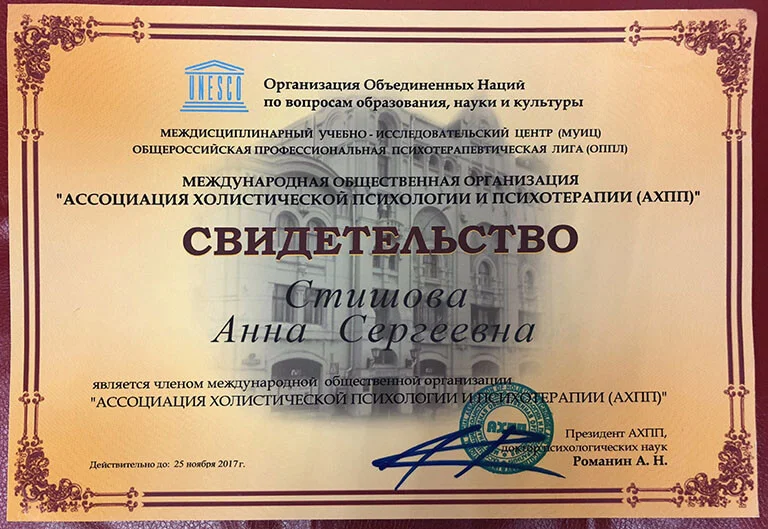 UNESCO
Организация Объединенных Наций
по вопросам образования, науки и культуры
МЕЖДИСЦИПЛИНАРНЫЙ УЧЕБНО - ИССЛЕДОВАТЕЛЬСКИЙ ЦЕНТР (МУИЦ)
ОБЩЕРОССИЙСКАЯ ПРОФЕССИОНАЛЬНАЯ ПСИХОТЕРАПЕВТИЧЕСКАЯ ЛИГА (ОППЛ)
МЕЖДУНАРОДНАЯ ОБЩЕСТВЕННАЯ ОРГАНИЗАЦИЯ
"АССОЦИАЦИЯ ХОЛИСТИЧЕСКОЙ ПСИХОЛОГИИ И ПСИХОТЕРАПИИ (АХПП)"
СВИДЕТЕЛЬСТВО
Стишова
Анна Сергеевна
является членом международной общественной организации
"АССОЦИАЦИЯ ХОЛИСТИЧЕСКОЙ ПСИХОЛОГИИ И ПСИХОТЕРАПИИ (АХПП)"
АХПП
Президент АХПП,
доктор психологических наук
Романин А. Н.
Действительно до: 25 ноября 2017 г.